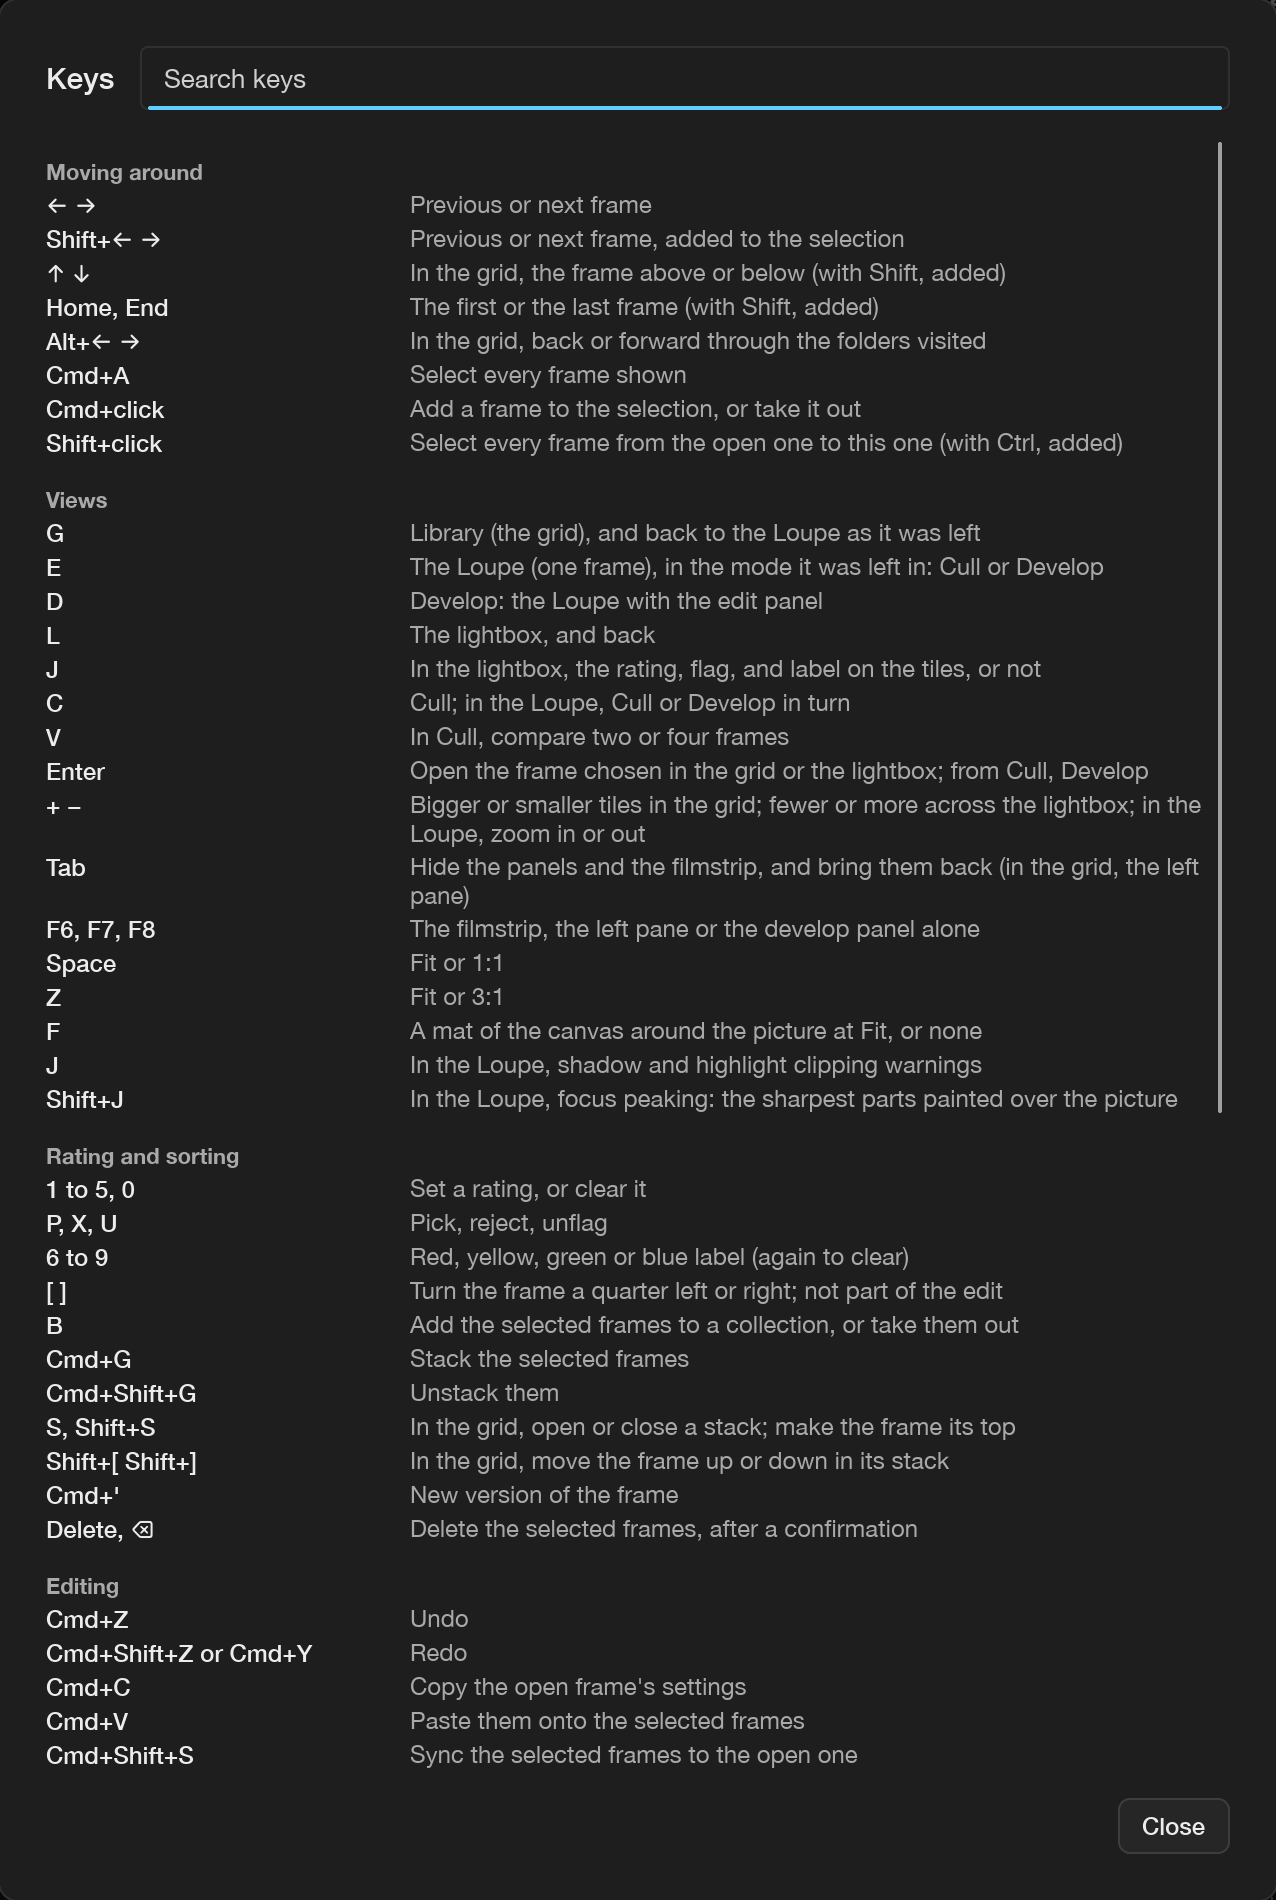 Keys
Search keys
Moving around
← → Previous or next frame
Shift+← → Previous or next frame, added to the selection
↑ ↓ In the grid, the frame above or below (with Shift, added)
Home, End The first or the last frame (with Shift, added)
Alt+← → In the grid, back or forward through the folders visited
Cmd+A Select every frame shown
Cmd+click Add a frame to the selection, or take it out
Shift+click Select every frame from the open one to this one (with Ctrl, added)
Views
G Library (the grid), and back to the Loupe as it was left
E The Loupe (one frame), in the mode it was left in: Cull or Develop
D Develop: the Loupe with the edit panel
L The lightbox, and back
J In the lightbox, the rating, flag, and label on the tiles, or not
C Cull; in the Loupe, Cull or Develop in turn
V In Cull, compare two or four frames
Enter Open the frame chosen in the grid or the lightbox; from Cull, Develop
+ − Bigger or smaller tiles in the grid; fewer or more across the lightbox; in the
Loupe, zoom in or out
Tab Hide the panels and the filmstrip, and bring them back (in the grid, the left
pane)
F6, F7, F8 The filmstrip, the left pane or the develop panel alone
Space Fit or 1:1
Z Fit or 3:1
F A mat of the canvas around the picture at Fit, or none
J In the Loupe, shadow and highlight clipping warnings
Shift+J In the Loupe, focus peaking: the sharpest parts painted over the picture
Rating and sorting
1 to 5, 0 Set a rating, or clear it
P, X, U Pick, reject, unflag
6 to 9 Red, yellow, green or blue label (again to clear)
[ ] Turn the frame a quarter left or right; not part of the edit
B Add the selected frames to a collection, or take them out
Cmd+G Stack the selected frames
Cmd+Shift+G Unstack them
S, Shift+S In the grid, open or close a stack; make the frame its top
Shift+[ Shift+] In the grid, move the frame up or down in its stack
Cmd+' New version of the frame
Delete, ⌫ Delete the selected frames, after a confirmation
Editing
Cmd+Z Undo
Cmd+Shift+Z or Cmd+Y Redo
Cmd+C Copy the open frame's settings
Cmd+V Paste them onto the selected frames
Cmd+Shift+S Sync the selected frames to the open one
Close